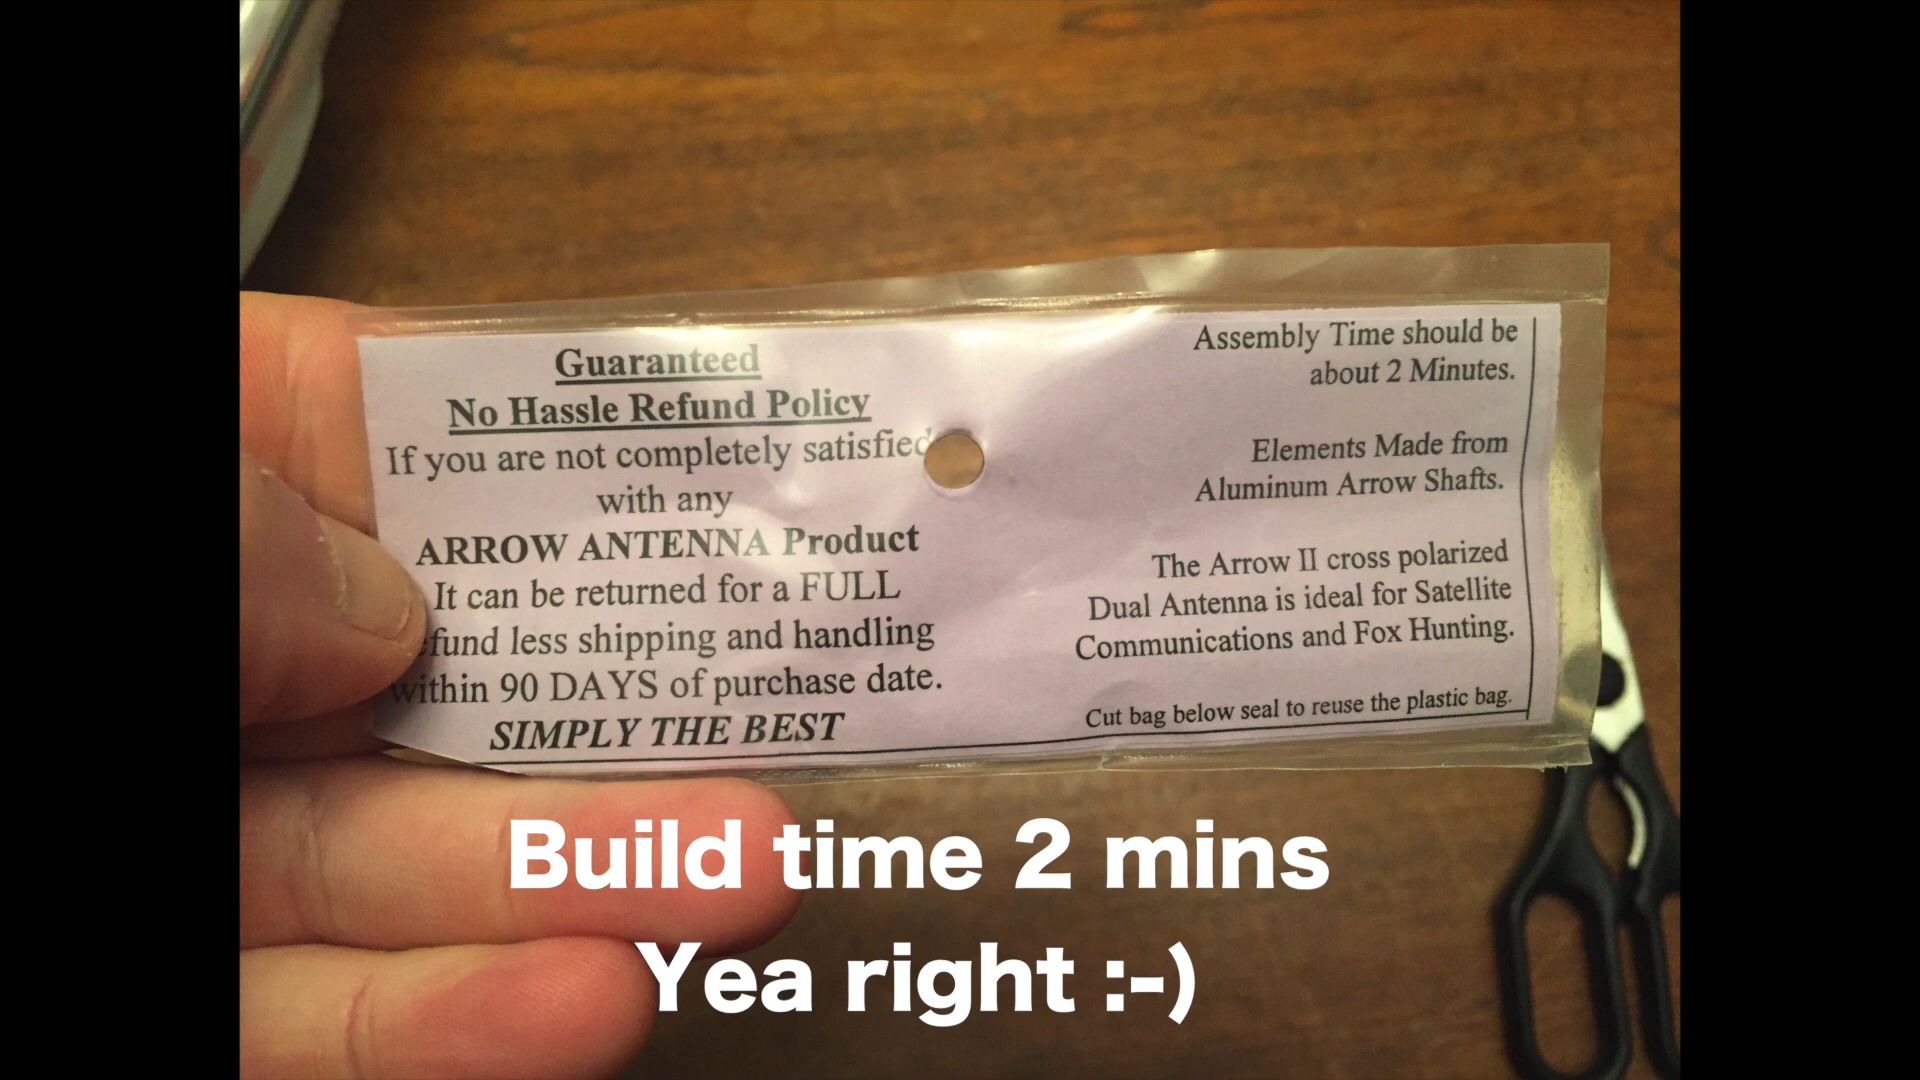 Guaranteed
No Hassle Refund Policy
If you are not completely satisfied
with any
ARROW ANTENNA Product
It can be returned for a FULL
efund less shipping and handling
within 90 DAYS of purchase date.
SIMPLY THE BEST
Assembly Time should be
about 2 Minutes.
Elements Made from
Aluminum Arrow Shafts.
The Arrow II cross polarized
Dual Antenna is ideal for Satellite
Communications and Fox Hunting.
Cut bag below seal to reuse the plastic bag.
Build time 2 mins
Yea right :-)